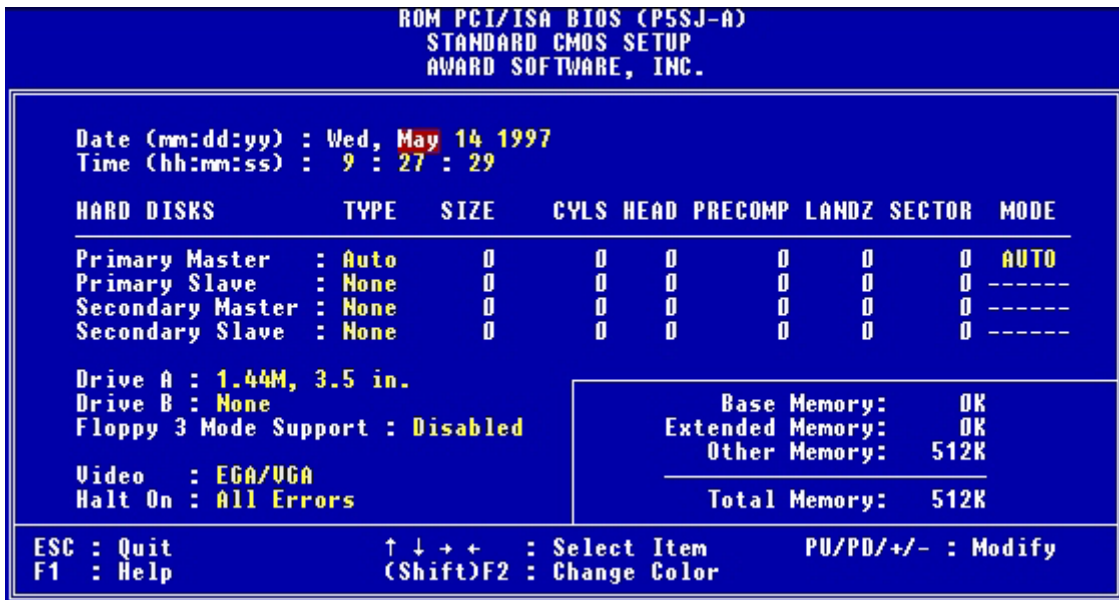 ROM PCI/ISA BIOS (P5SJ-A)
STANDARD CMOS SETUP
AWARD SOFTWARE, INC.
Date (mm:dd:yy) : Wed, May 14 1997
Time (hh:mm:ss) : 9 : 27 : 29
HARD DISKS TYPE SIZE CYLS HEAD PRECOMP LANDZ SECTOR MODE
Primary Master : Auto 0 0 0 0 0 0 AUTO
Primary Slave : None 0 0 0 0 0 0 ------
Secondary Master : None 0 0 0 0 0 0 ------
Secondary Slave : None 0 0 0 0 0 0 ------
Drive A : 1.44M, 3.5 in.
Drive B : None
Floppy 3 Mode Support : Disabled
Video : EGA/VGA
Halt On : All Errors
Base Memory: 0K
Extended Memory: 0K
Other Memory: 512K
Total Memory: 512K
ESC : Quit ↑ ↓ → ← : Select Item PU/PD/+/- : Modify
F1 : Help (Shift)F2 : Change Color